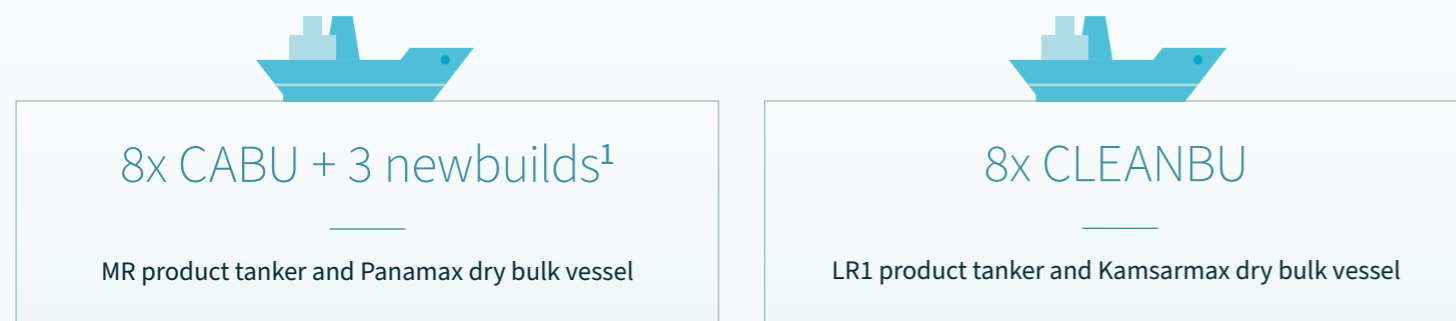 8x CABU + 3 newbuilds¹
MR product tanker and Panamax dry bulk vessel
8x CLEANBU
LR1 product tanker and Kamsarmax dry bulk vessel